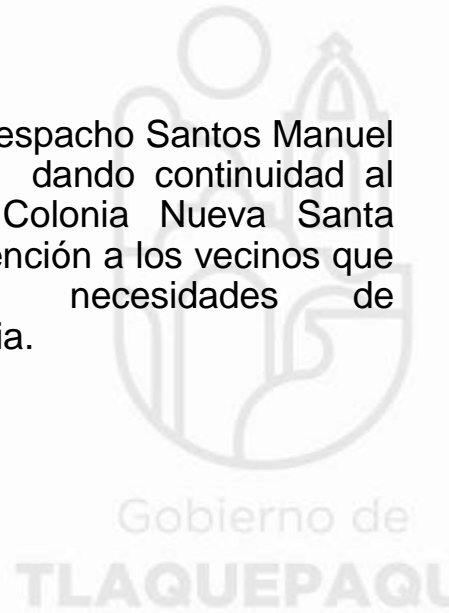 espacho Santos Manuel
dando continuidad al
Colonia Nueva Santa
ención a los vecinos que
necesidades de
ia.
Gobierno de
TLAQUEPAQU